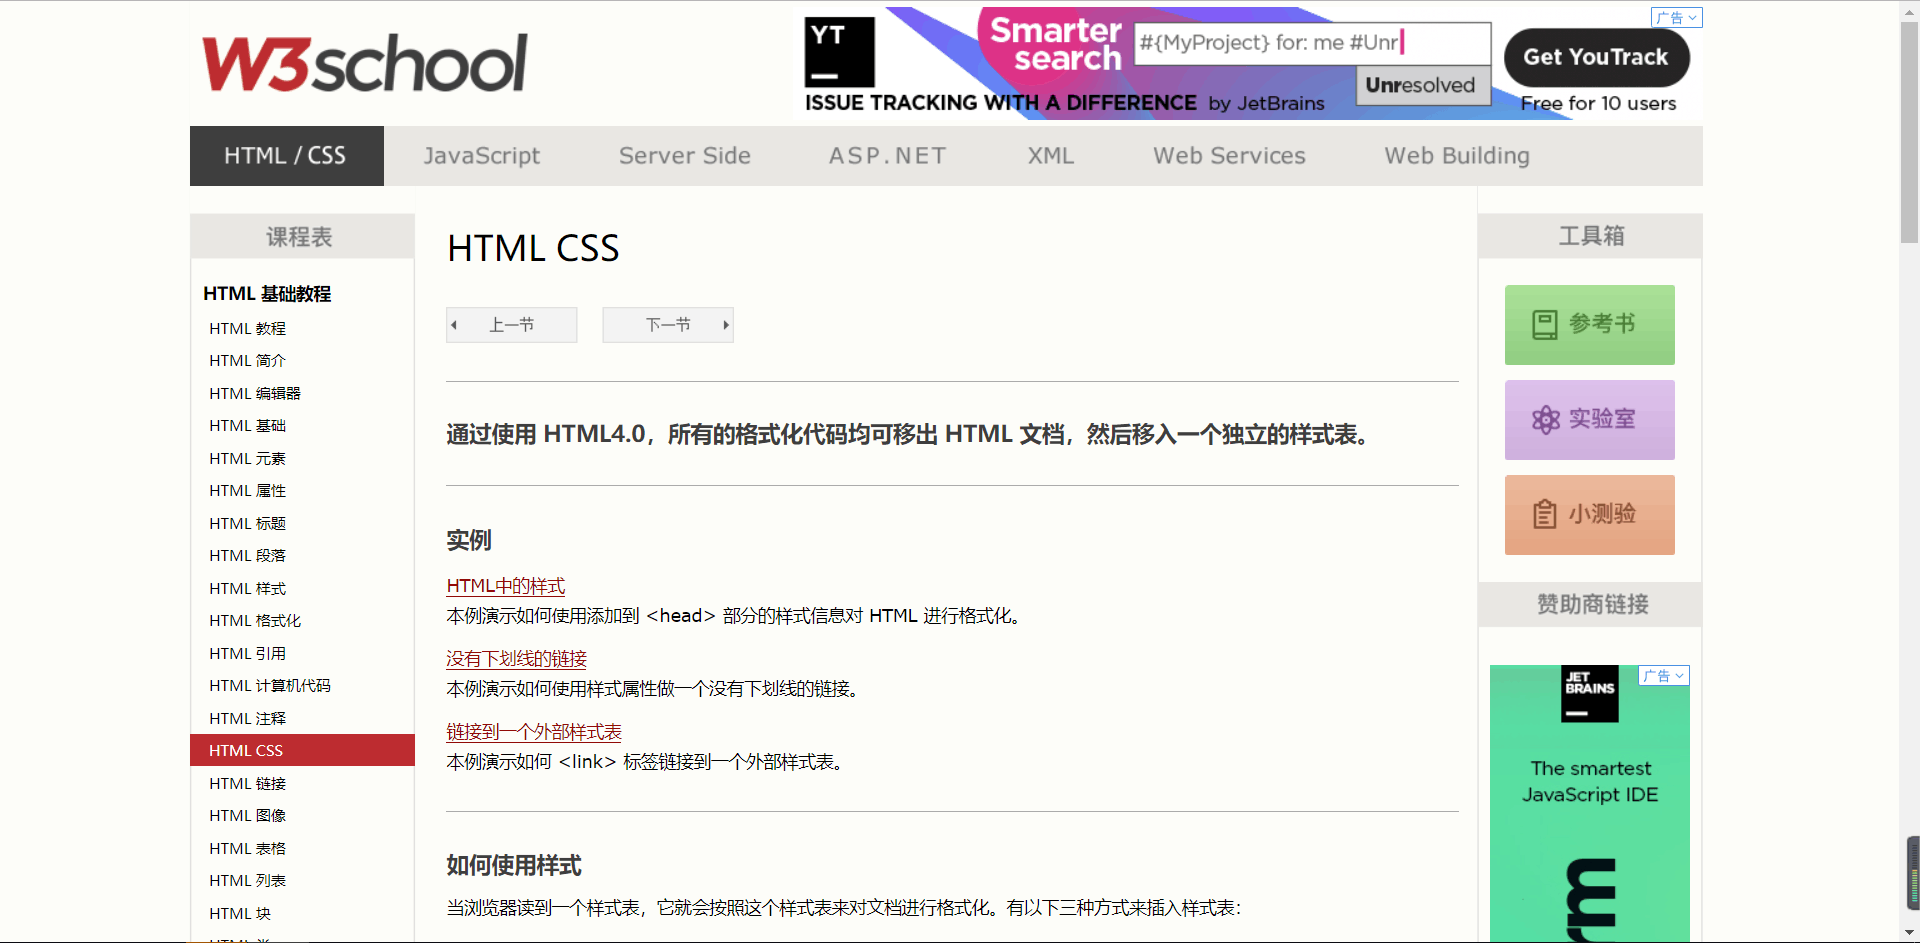 W3school
YT
Smarter
search
#{MyProject} for: me #Unr
Unresolved
ISSUE TRACKING WITH A DIFFERENCE by JetBrains
广告
Get YouTrack
Free for 10 users
HTML / CSS
JavaScript
Server Side
ASP.NET
XML
Web Services
Web Building
课程表
HTML 基础教程
HTML 教程
HTML 简介
HTML 编辑器
HTML 基础
HTML 元素
HTML 属性
HTML 标题
HTML 段落
HTML 样式
HTML 格式化
HTML 引用
HTML 计算机代码
HTML 注释
HTML CSS
HTML 链接
HTML 图像
HTML 表格
HTML 列表
HTML 块
HTML CSS
上一节
下一节
通过使用 HTML4.0，所有的格式化代码均可移出 HTML 文档，然后移入一个独立的样式表。
实例
HTML中的样式
本例演示如何使用添加到 <head> 部分的样式信息对 HTML 进行格式化。
没有下划线的链接
本例演示如何使用样式属性做一个没有下划线的链接。
链接到一个外部样式表
本例演示如何 <link> 标签链接到一个外部样式表。
如何使用样式
当浏览器读到一个样式表，它就会按照这个样式表来对文档进行格式化。有以下三种方式来插入样式表：
工具箱
参考书
实验室
小测验
赞助商链接
广告
JET
BRAINS
The smartest
JavaScript IDE